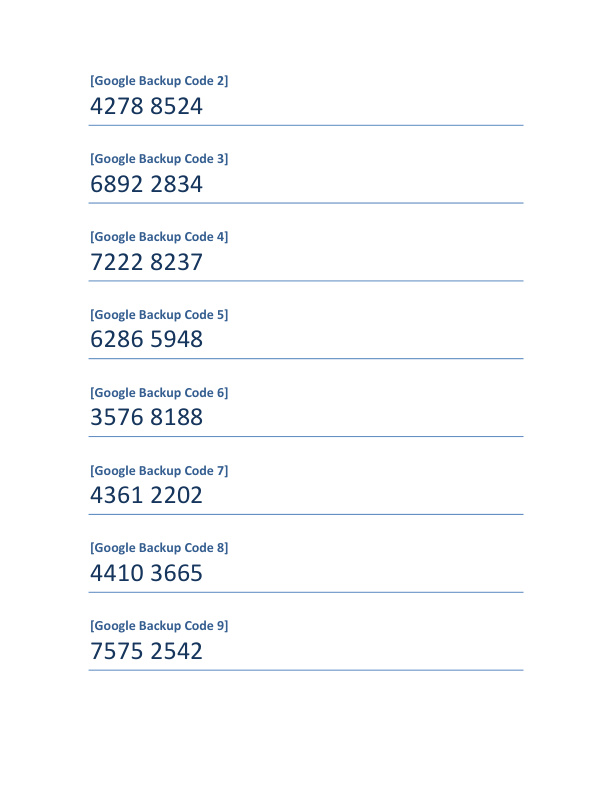 [Google Backup Code 2]
4278 8524
[Google Backup Code 3]
6892 2834
[Google Backup Code 4]
7222 8237
[Google Backup Code 5]
6286 5948
[Google Backup Code 6]
3576 8188
[Google Backup Code 7]
4361 2202
[Google Backup Code 8]
4410 3665
[Google Backup Code 9]
7575 2542